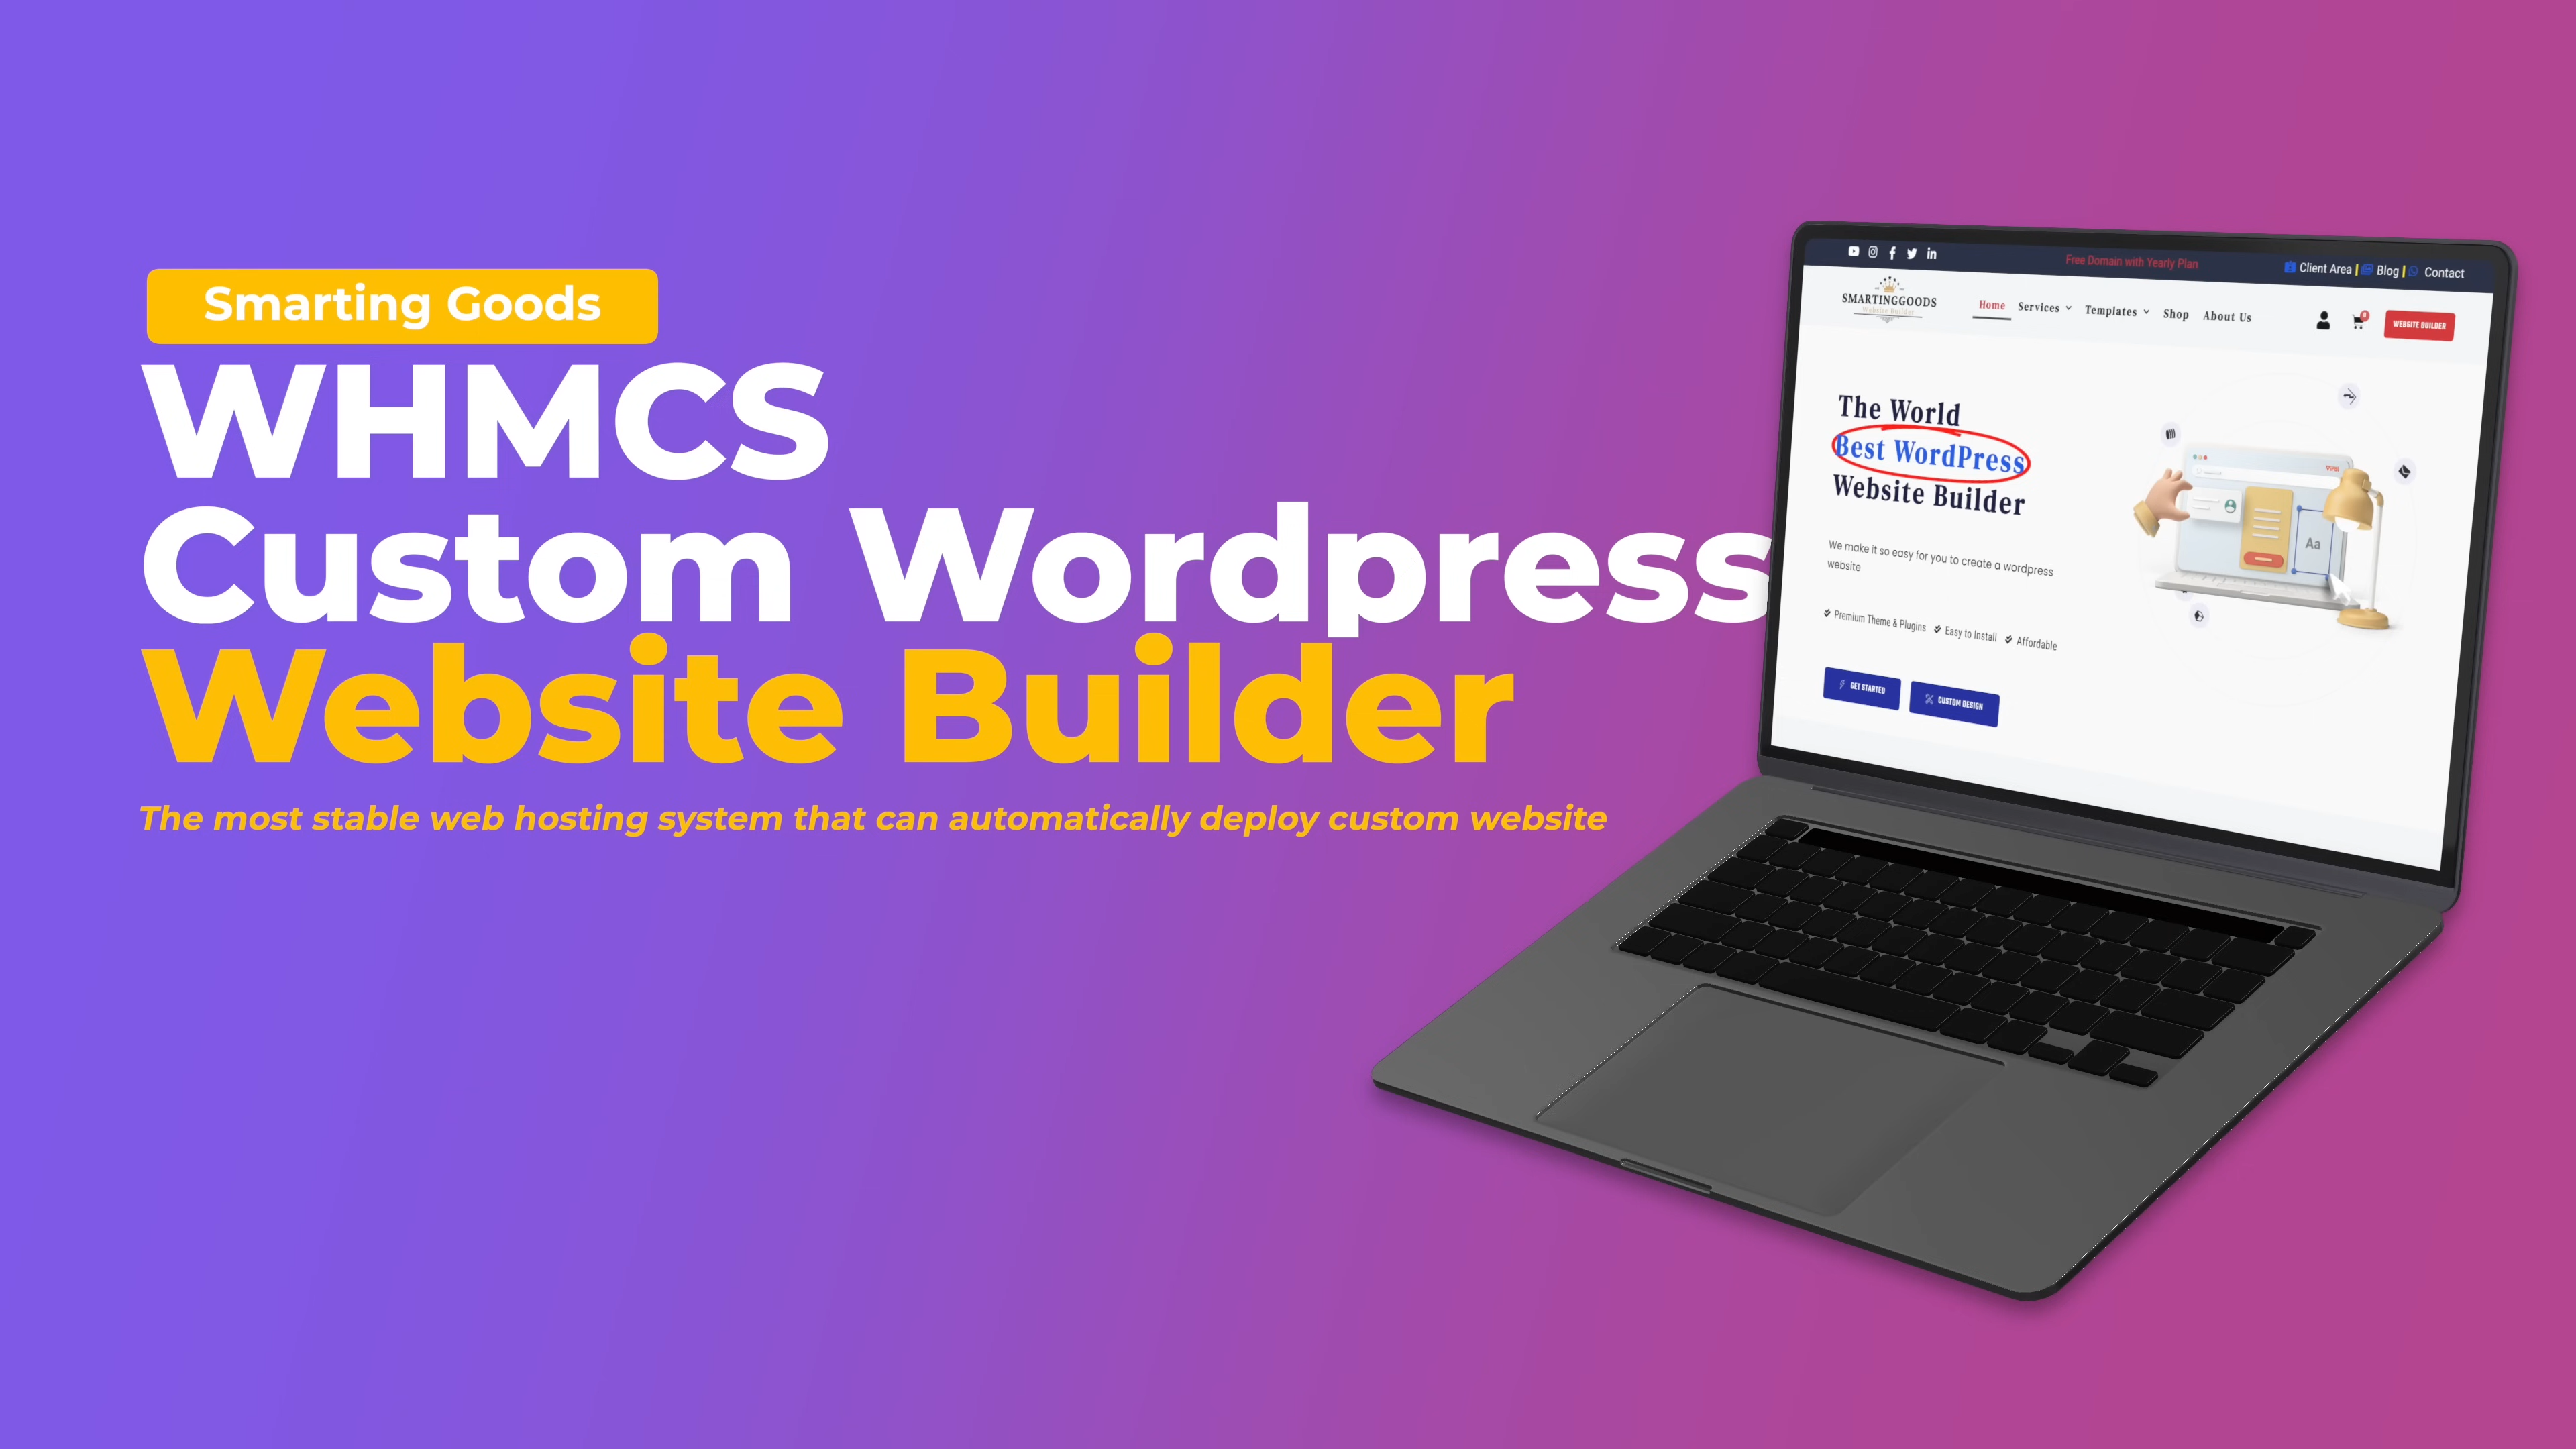 Smarting Goods
WHMCS
Custom Wordpress
Website Builder
The most stable web hosting system that can automatically deploy custom website
Free Domain with Yearly Plan
Client Area | Blog | Contact
SMARTINGGOODS
Website Builder
Home Services Templates Shop About Us
WEBSITE BUILDER
The World
Best WordPress
Website Builder
We make it so easy for you to create a wordpress
website
Premium Theme & Plugins Easy to Install Affordable
GET STARTED CUSTOM DESIGN
Aa